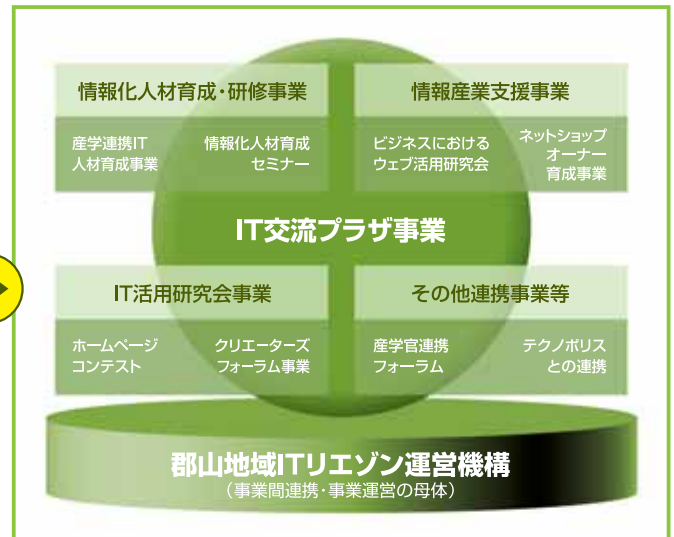 情報化人材育成・研修事業
産学連携IT
人材育成事業
情報化人材育成
セミナー
情報産業支援事業
ビジネスにおける
ウェブ活用研究会
ネットショップ
オーナー
育成事業
IT交流プラザ事業
IT活用研究会事業
ホームページ
コンテスト
クリエーターズ
フォーラム事業
その他連携事業等
産学官連携
フォーラム
テクノポリス
との連携
郡山地域ITリエゾン運営機構
（事業間連携・事業運営の母体）